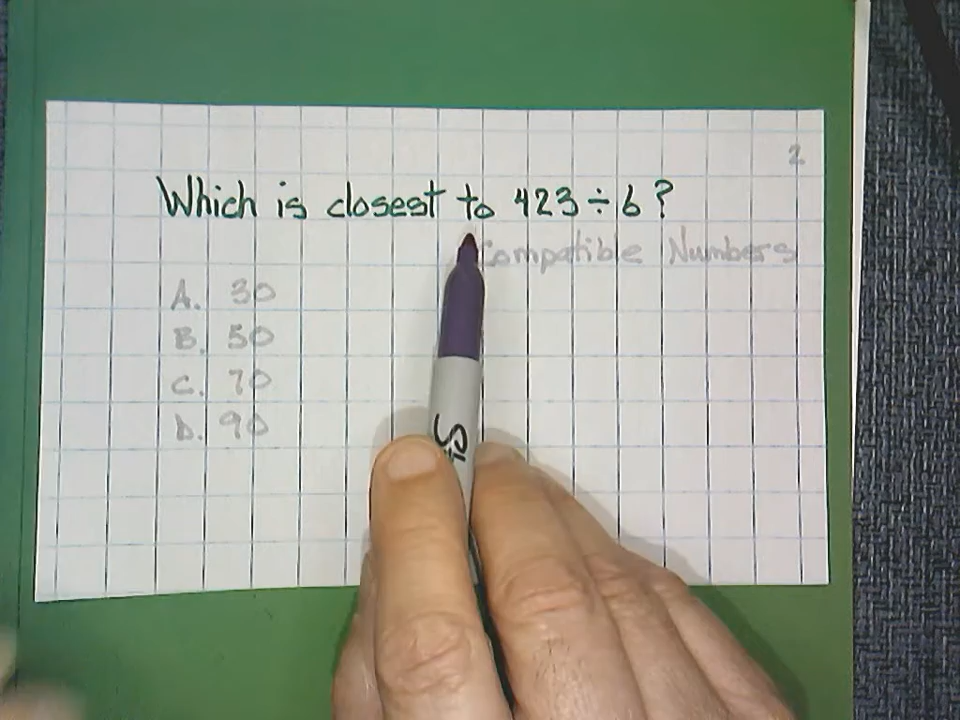 2
Which is closest to 423 ÷ 6?
Compatible Numbers
A. 30
B. 50
C. 70
D. 90